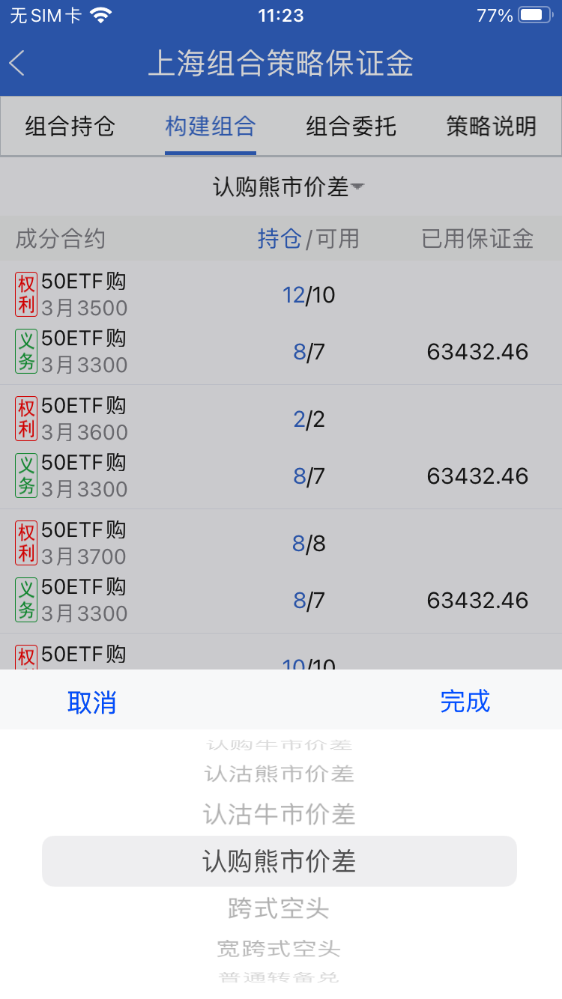 无SIM卡 11:23 77%
上海组合策略保证金
组合持仓 构建组合 组合委托 策略说明
认购熊市价差
成分合约 持仓/可用 已用保证金
权利 50ETF购 12/10
3月3500
义务 50ETF购 8/7 63432.46
3月3300
权利 50ETF购 2/2
3月3600
义务 50ETF购 8/7 63432.46
3月3300
权利 50ETF购 8/8
3月3700
义务 50ETF购 8/7 63432.46
3月3300
权 50ETF购 10/10
取消 完成
认购牛市价差
认沽熊市价差
认沽牛市价差
认购熊市价差
跨式空头
宽跨式空头
普通转备兑